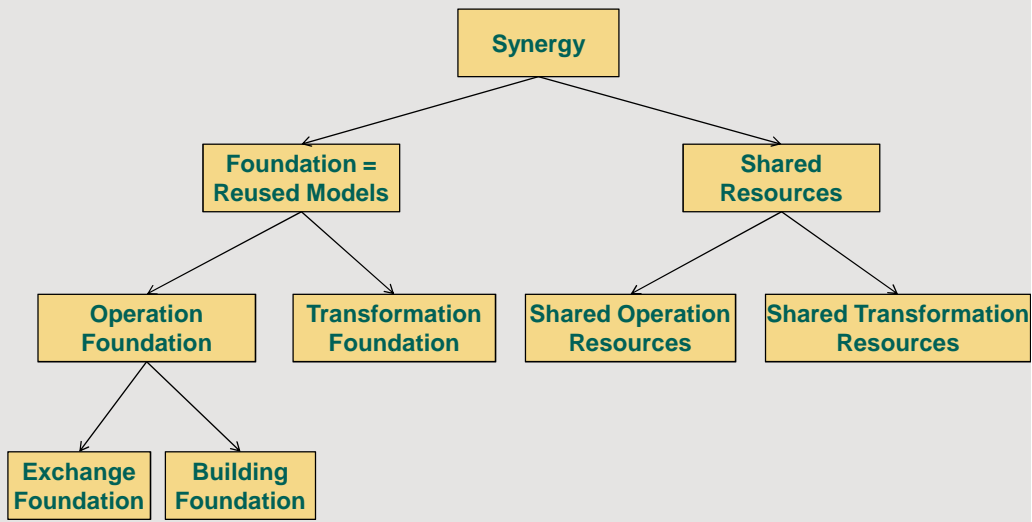 Synergy
Foundation =
Reused Models
Shared
Resources
Operation
Foundation
Transformation
Foundation
Shared Operation
Resources
Shared Transformation
Resources
Exchange
Foundation
Building
Foundation